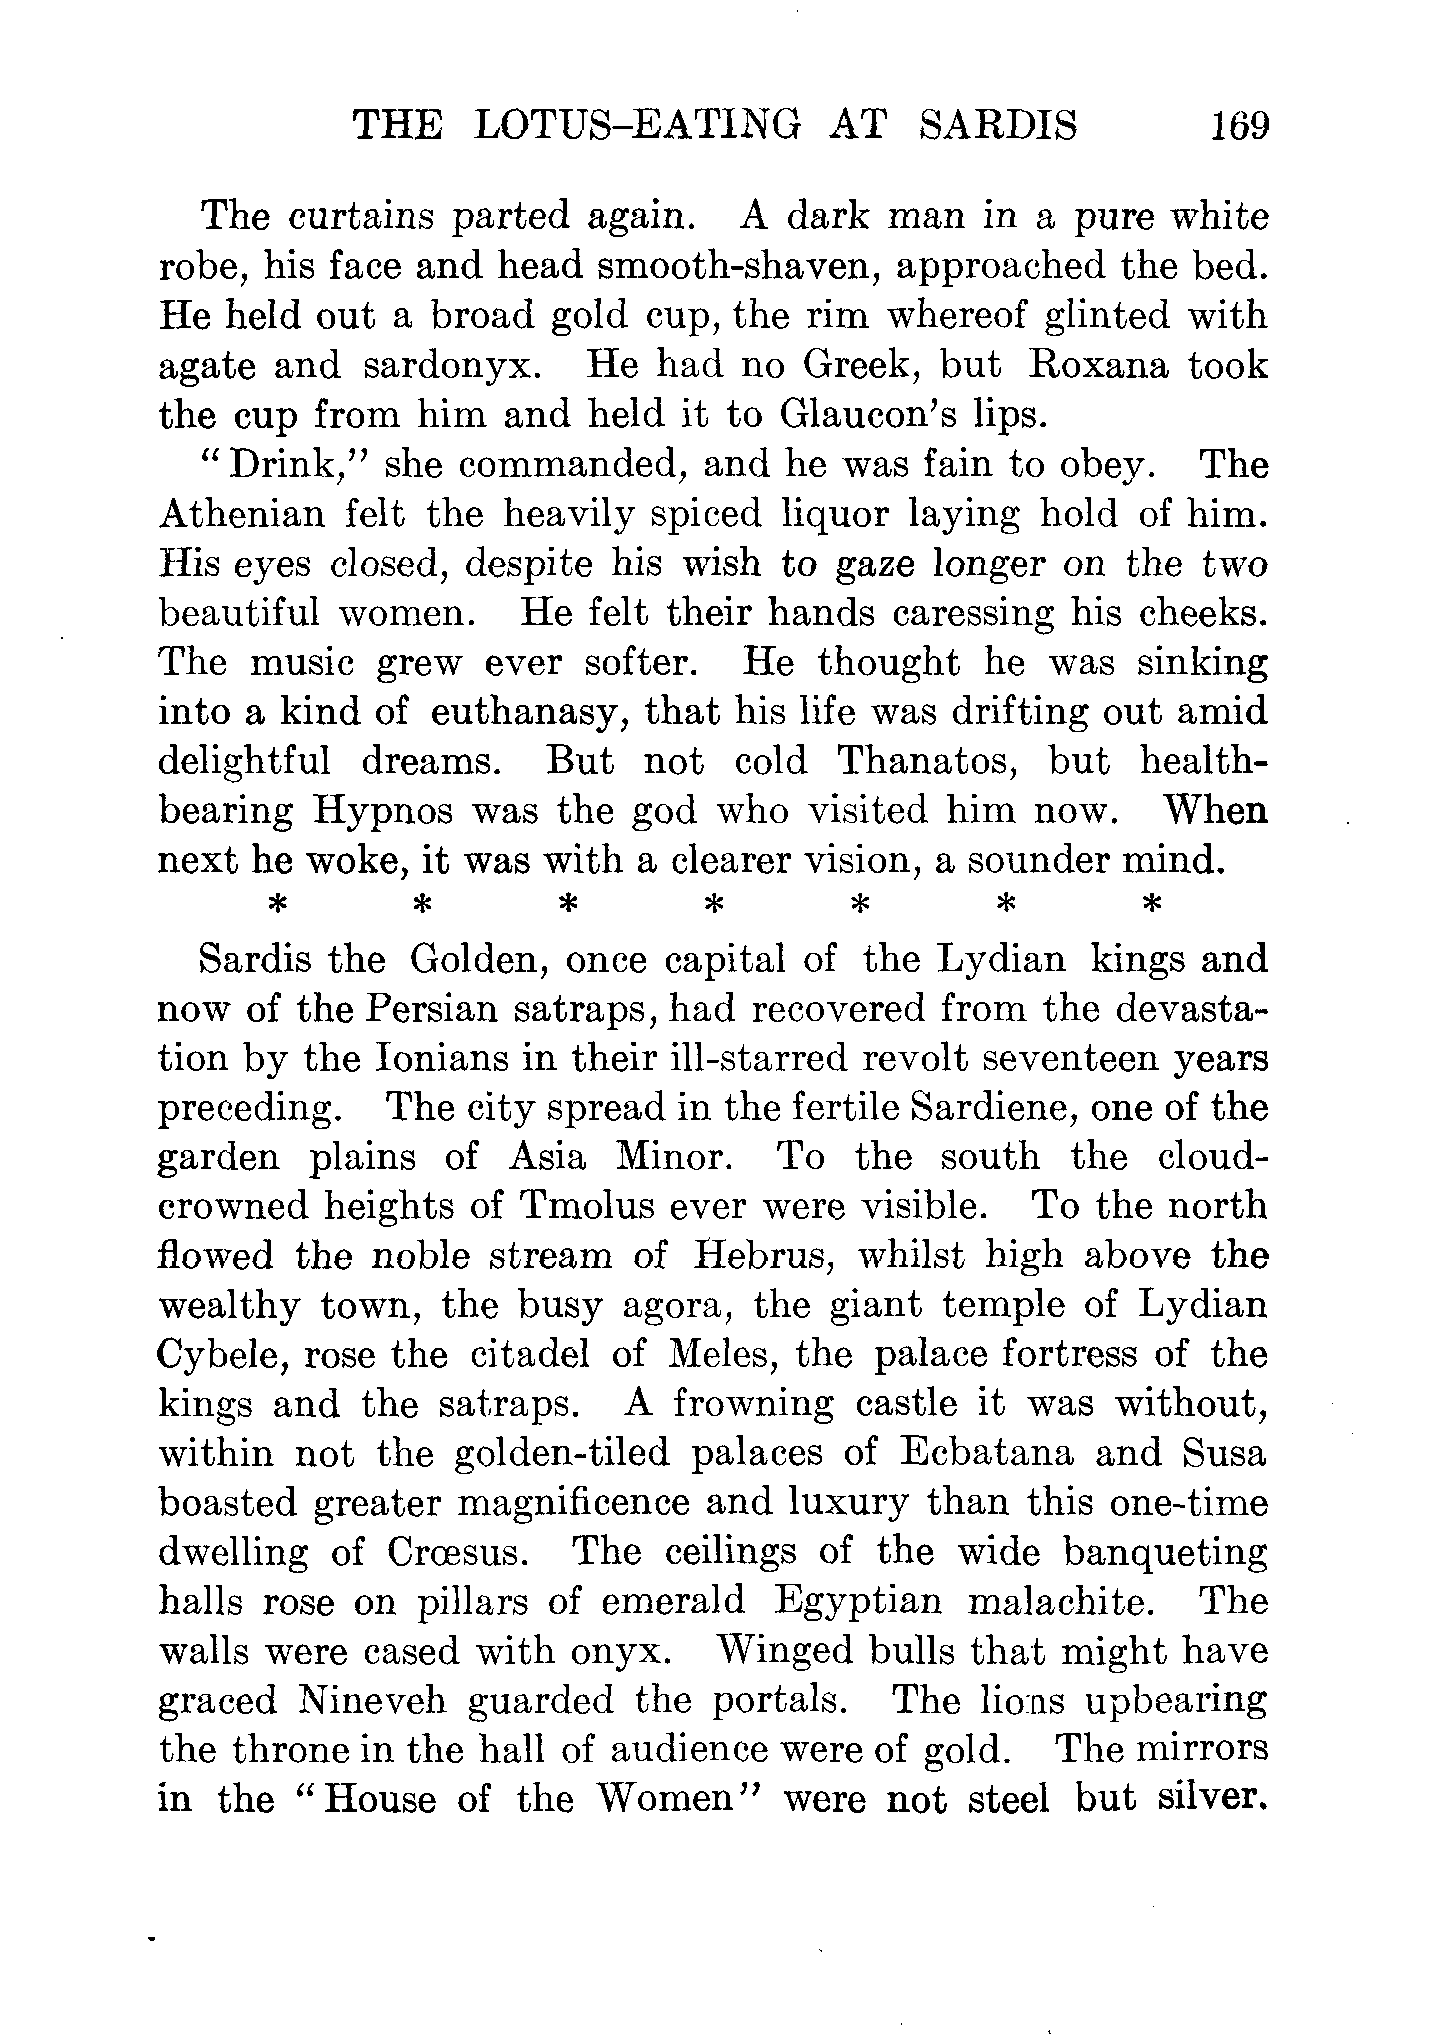 THE LOTUS-EATING AT SARDIS 169
The curtains parted again. A dark man in a pure white
robe, his face and head smooth-shaven, approached the bed.
He held out a broad gold cup, the rim whereof glinted with
agate and sardonyx. He had no Greek, but Roxana took
the cup from him and held it to Glaucon's lips.
“Drink,” she commanded, and he was fain to obey. The
Athenian felt the heavily spiced liquor laying hold of him.
His eyes closed, despite his wish to gaze longer on the two
beautiful women. He felt their hands caressing his cheeks.
The music grew ever softer. He thought he was sinking
into a kind of euthanasy, that his life was drifting out amid
delightful dreams. But not cold Thanatos, but health-
bearing Hypnos was the god who visited him now. When
next he woke, it was with a clearer vision, a sounder mind.
* * * * * * *
Sardis the Golden, once capital of the Lydian kings and
now of the Persian satraps, had recovered from the devasta-
tion by the Ionians in their ill-starred revolt seventeen years
preceding. The city spread in the fertile Sardiene, one of the
garden plains of Asia Minor. To the south the cloud-
crowned heights of Tmolus ever were visible. To the north
flowed the noble stream of Hebrus, whilst high above the
wealthy town, the busy agora, the giant temple of Lydian
Cybele, rose the citadel of Meles, the palace fortress of the
kings and the satraps. A frowning castle it was without,
within not the golden-tiled palaces of Ecbatana and Susa
boasted greater magnificence and luxury than this one-time
dwelling of Crœsus. The ceilings of the wide banqueting
halls rose on pillars of emerald Egyptian malachite. The
walls were cased with onyx. Winged bulls that might have
graced Nineveh guarded the portals. The lions upbearing
the throne in the hall of audience were of gold. The mirrors
in the “House of the Women” were not steel but silver.